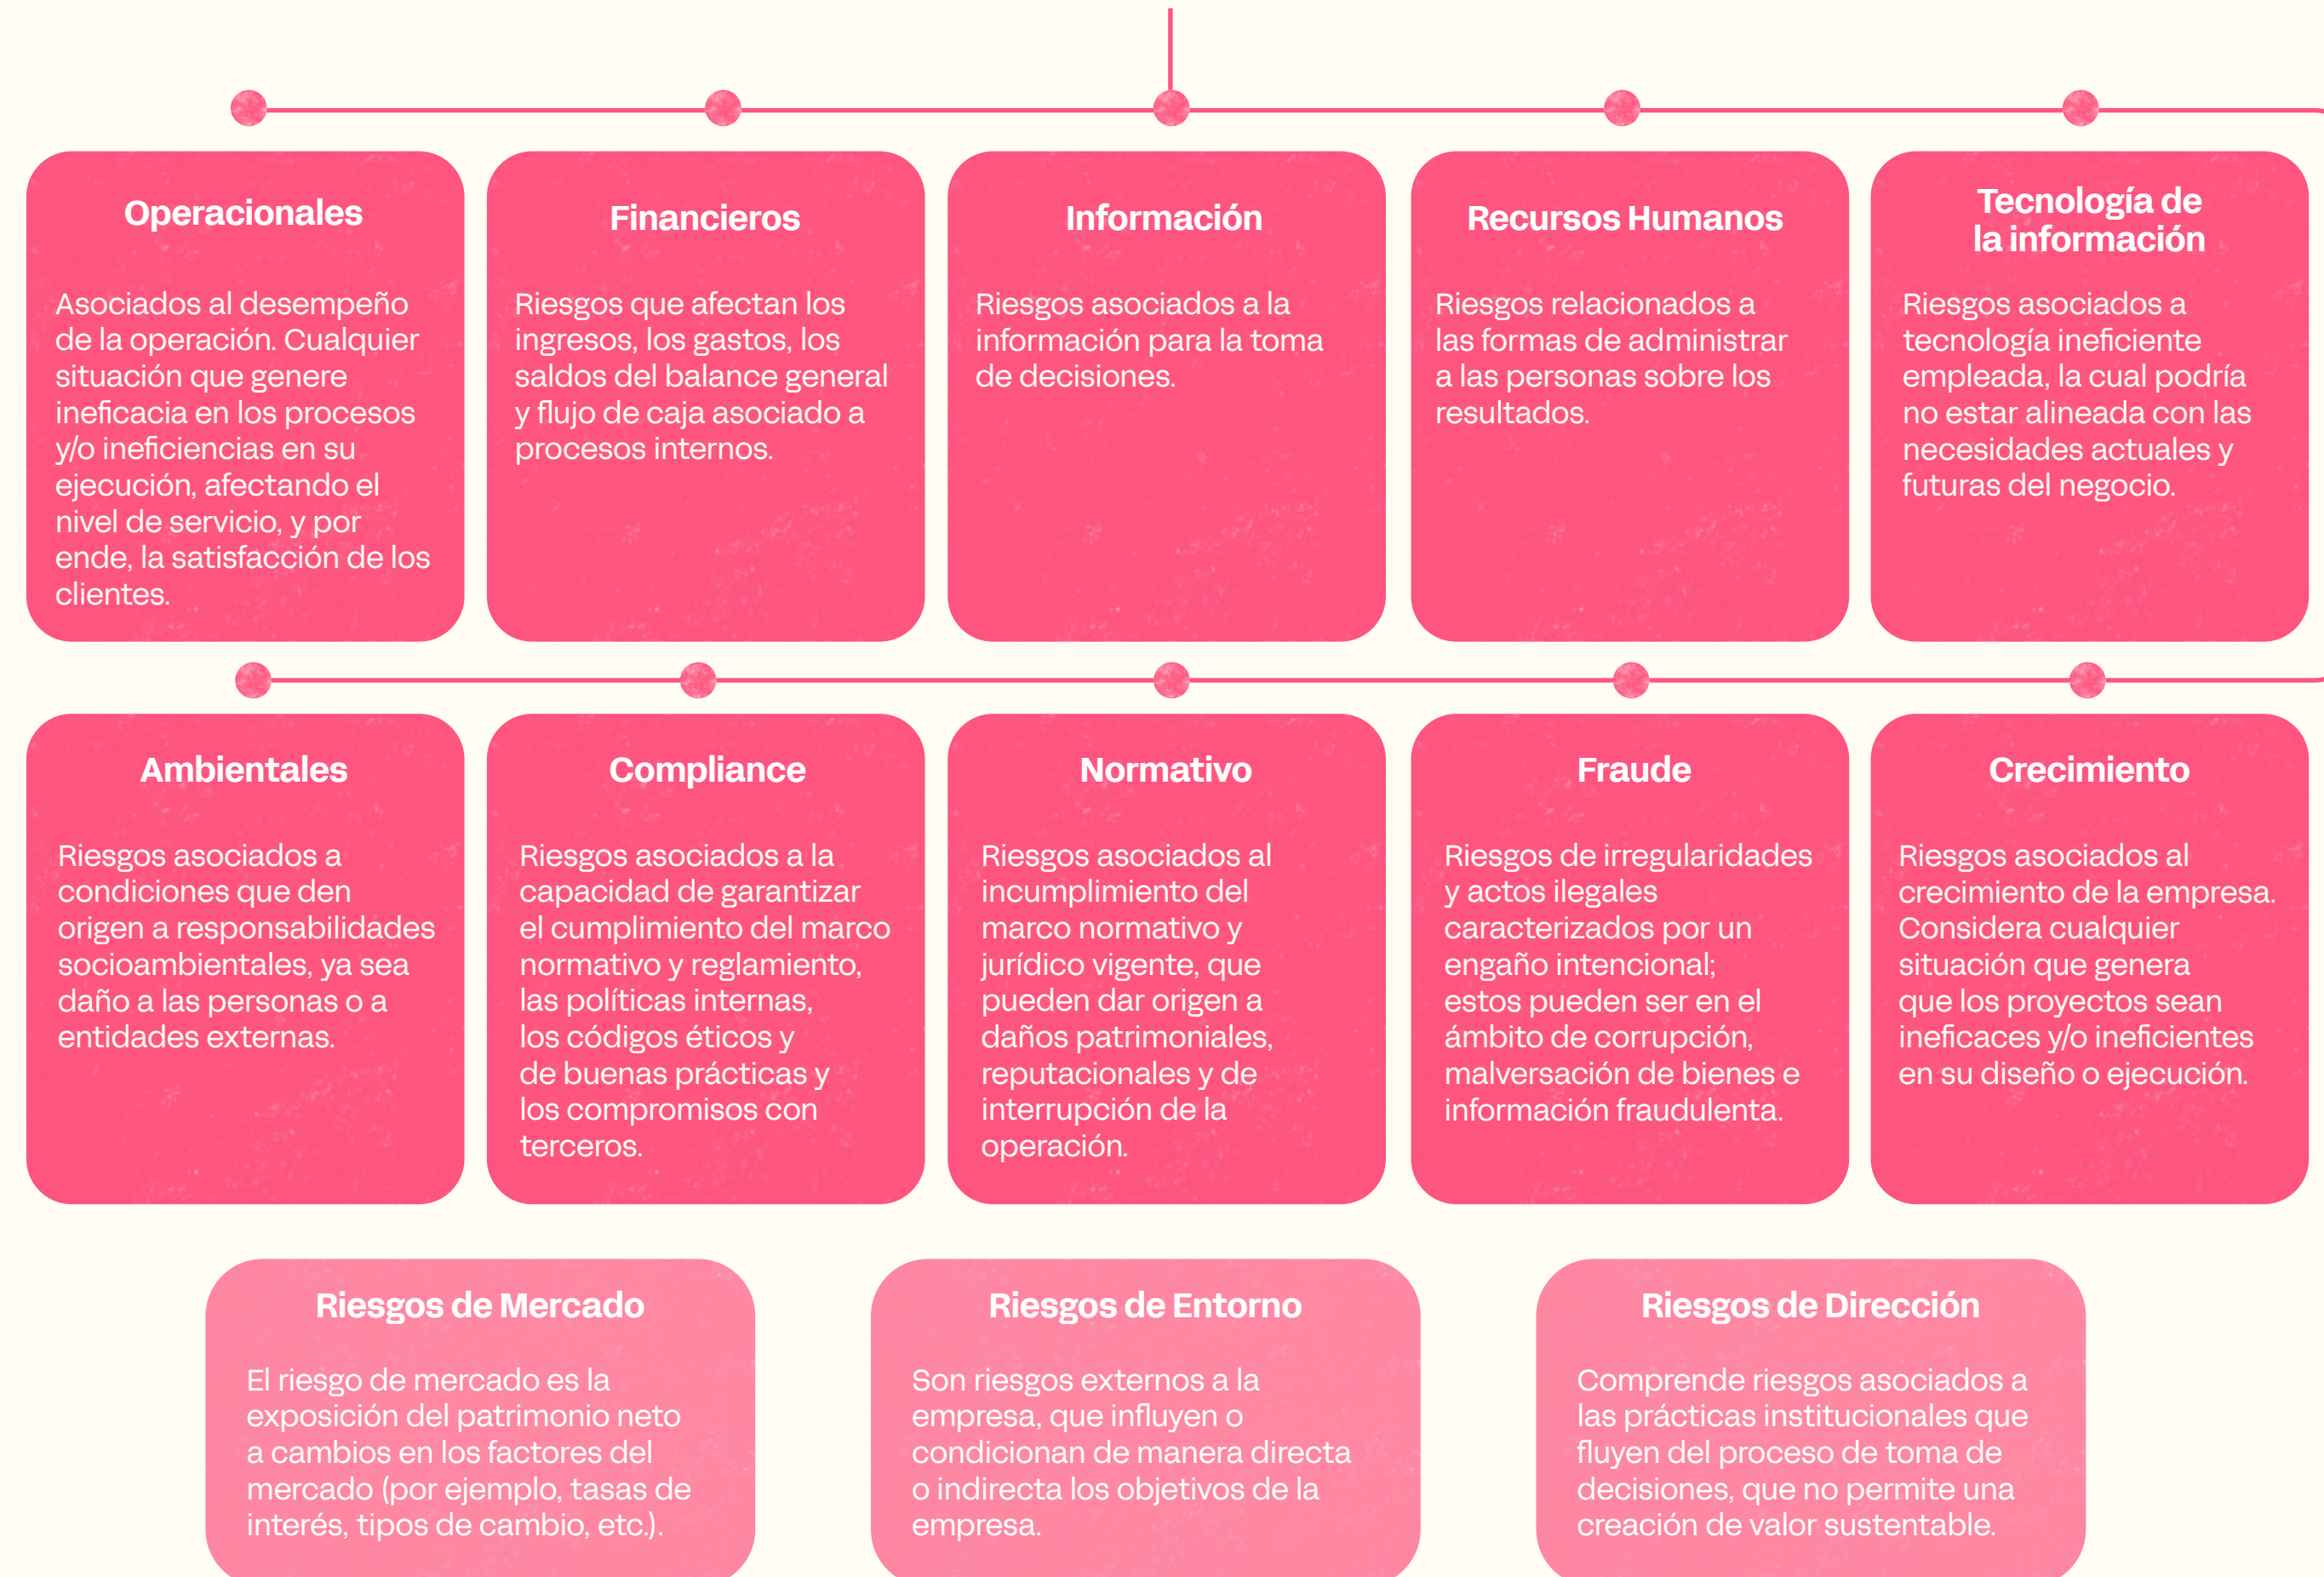 Operacionales
Asociados al desempeño
de la operación. Cualquier
situación que genere
ineficacia en los procesos
y/o ineficiencias en su
ejecución, afectando el
nivel de servicio, y por
ende, la satisfacción de los
clientes.
Financieros
Riesgos que afectan los
ingresos, los gastos, los
saldos del balance general
y flujo de caja asociado a
procesos internos.
Información
Riesgos asociados a la
información para la toma
de decisiones.
Recursos Humanos
Riesgos relacionados a
las formas de administrar
a las personas sobre los
resultados.
Tecnología de
la información
Riesgos asociados a
tecnología ineficiente
empleada, la cual podría
no estar alineada con las
necesidades actuales y
futuras del negocio.
Ambientales
Riesgos asociados a
condiciones que den
origen a responsabilidades
socioambientales, ya sea
daño a las personas o a
entidades externas.
Compliance
Riesgos asociados a la
capacidad de garantizar
el cumplimiento del marco
normativo y reglamiento,
las políticas internas,
los códigos éticos y
de buenas prácticas y
los compromisos con
terceros.
Normativo
Riesgos asociados al
incumplimiento del
marco normativo y
jurídico vigente, que
pueden dar origen a
daños patrimoniales,
reputacionales y de
interrupción de la
operación.
Fraude
Riesgos de irregularidades
y actos ilegales
caracterizados por un
engaño intencional;
estos pueden ser en el
ámbito de corrupción,
malversación de bienes e
información fraudulenta.
Crecimiento
Riesgos asociados al
crecimiento de la empresa.
Considera cualquier
situación que genera
que los proyectos sean
ineficaces y/o ineficientes
en su diseño o ejecución.
Riesgos de Mercado
El riesgo de mercado es la
exposición del patrimonio neto
a cambios en los factores del
mercado (por ejemplo, tasas de
interés, tipos de cambio, etc.).
Riesgos de Entorno
Son riesgos externos a la
empresa, que influyen o
condicionan de manera directa
o indirecta los objetivos de la
empresa.
Riesgos de Dirección
Comprende riesgos asociados a
las prácticas institucionales que
fluyen del proceso de toma de
decisiones, que no permite una
creación de valor sustentable.